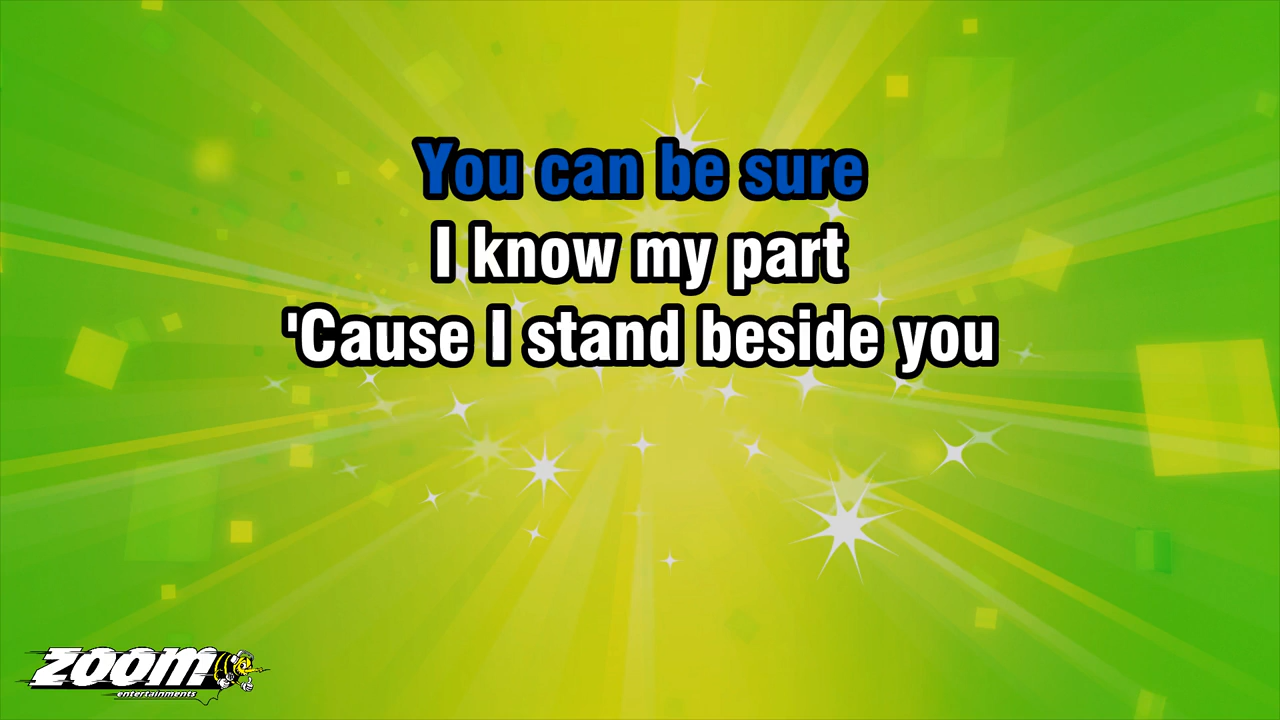 You can be sure
I know my part
'Cause I stand beside you
zoom
entertainments